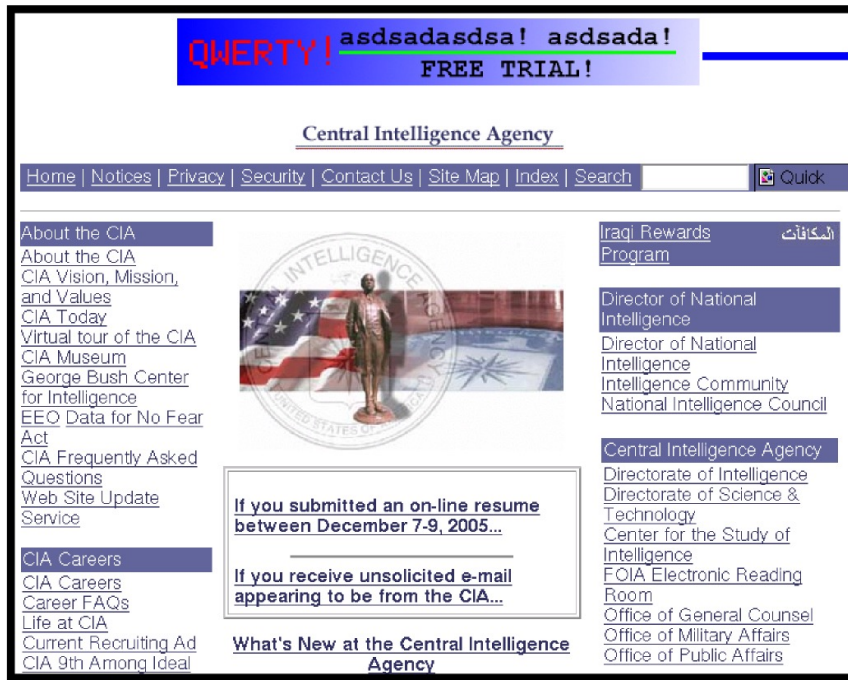 QWERTY!
asdsadasdsa! asdsada!
FREE TRIAL!
Central Intelligence Agency
Home | Notices | Privacy | Security | Contact Us | Site Map | Index | Search
Quick
About the CIA
About the CIA
CIA Vision, Mission,
and Values
CIA Today
Virtual tour of the CIA
CIA Museum
George Bush Center
for Intelligence
EEO Data for No Fear
Act
CIA Frequently Asked
Questions
Web Site Update
Service
CIA Careers
CIA Careers
Career FAQs
Life at CIA
Current Recruiting Ad
CIA 9th Among Ideal
CENTRAL INTELLIGENCE AGENCY
UNITED STATES OF AMERICA
If you submitted an on-line resume
between December 7-9, 2005...
If you receive unsolicited e-mail
appearing to be from the CIA...
What's New at the Central Intelligence
Agency
Iraqi Rewards المكافآت
Program
Director of National
Intelligence
Director of National
Intelligence
Intelligence Community
National Intelligence Council
Central Intelligence Agency
Directorate of Intelligence
Directorate of Science &
Technology
Center for the Study of
Intelligence
FOIA Electronic Reading
Room
Office of General Counsel
Office of Military Affairs
Office of Public Affairs